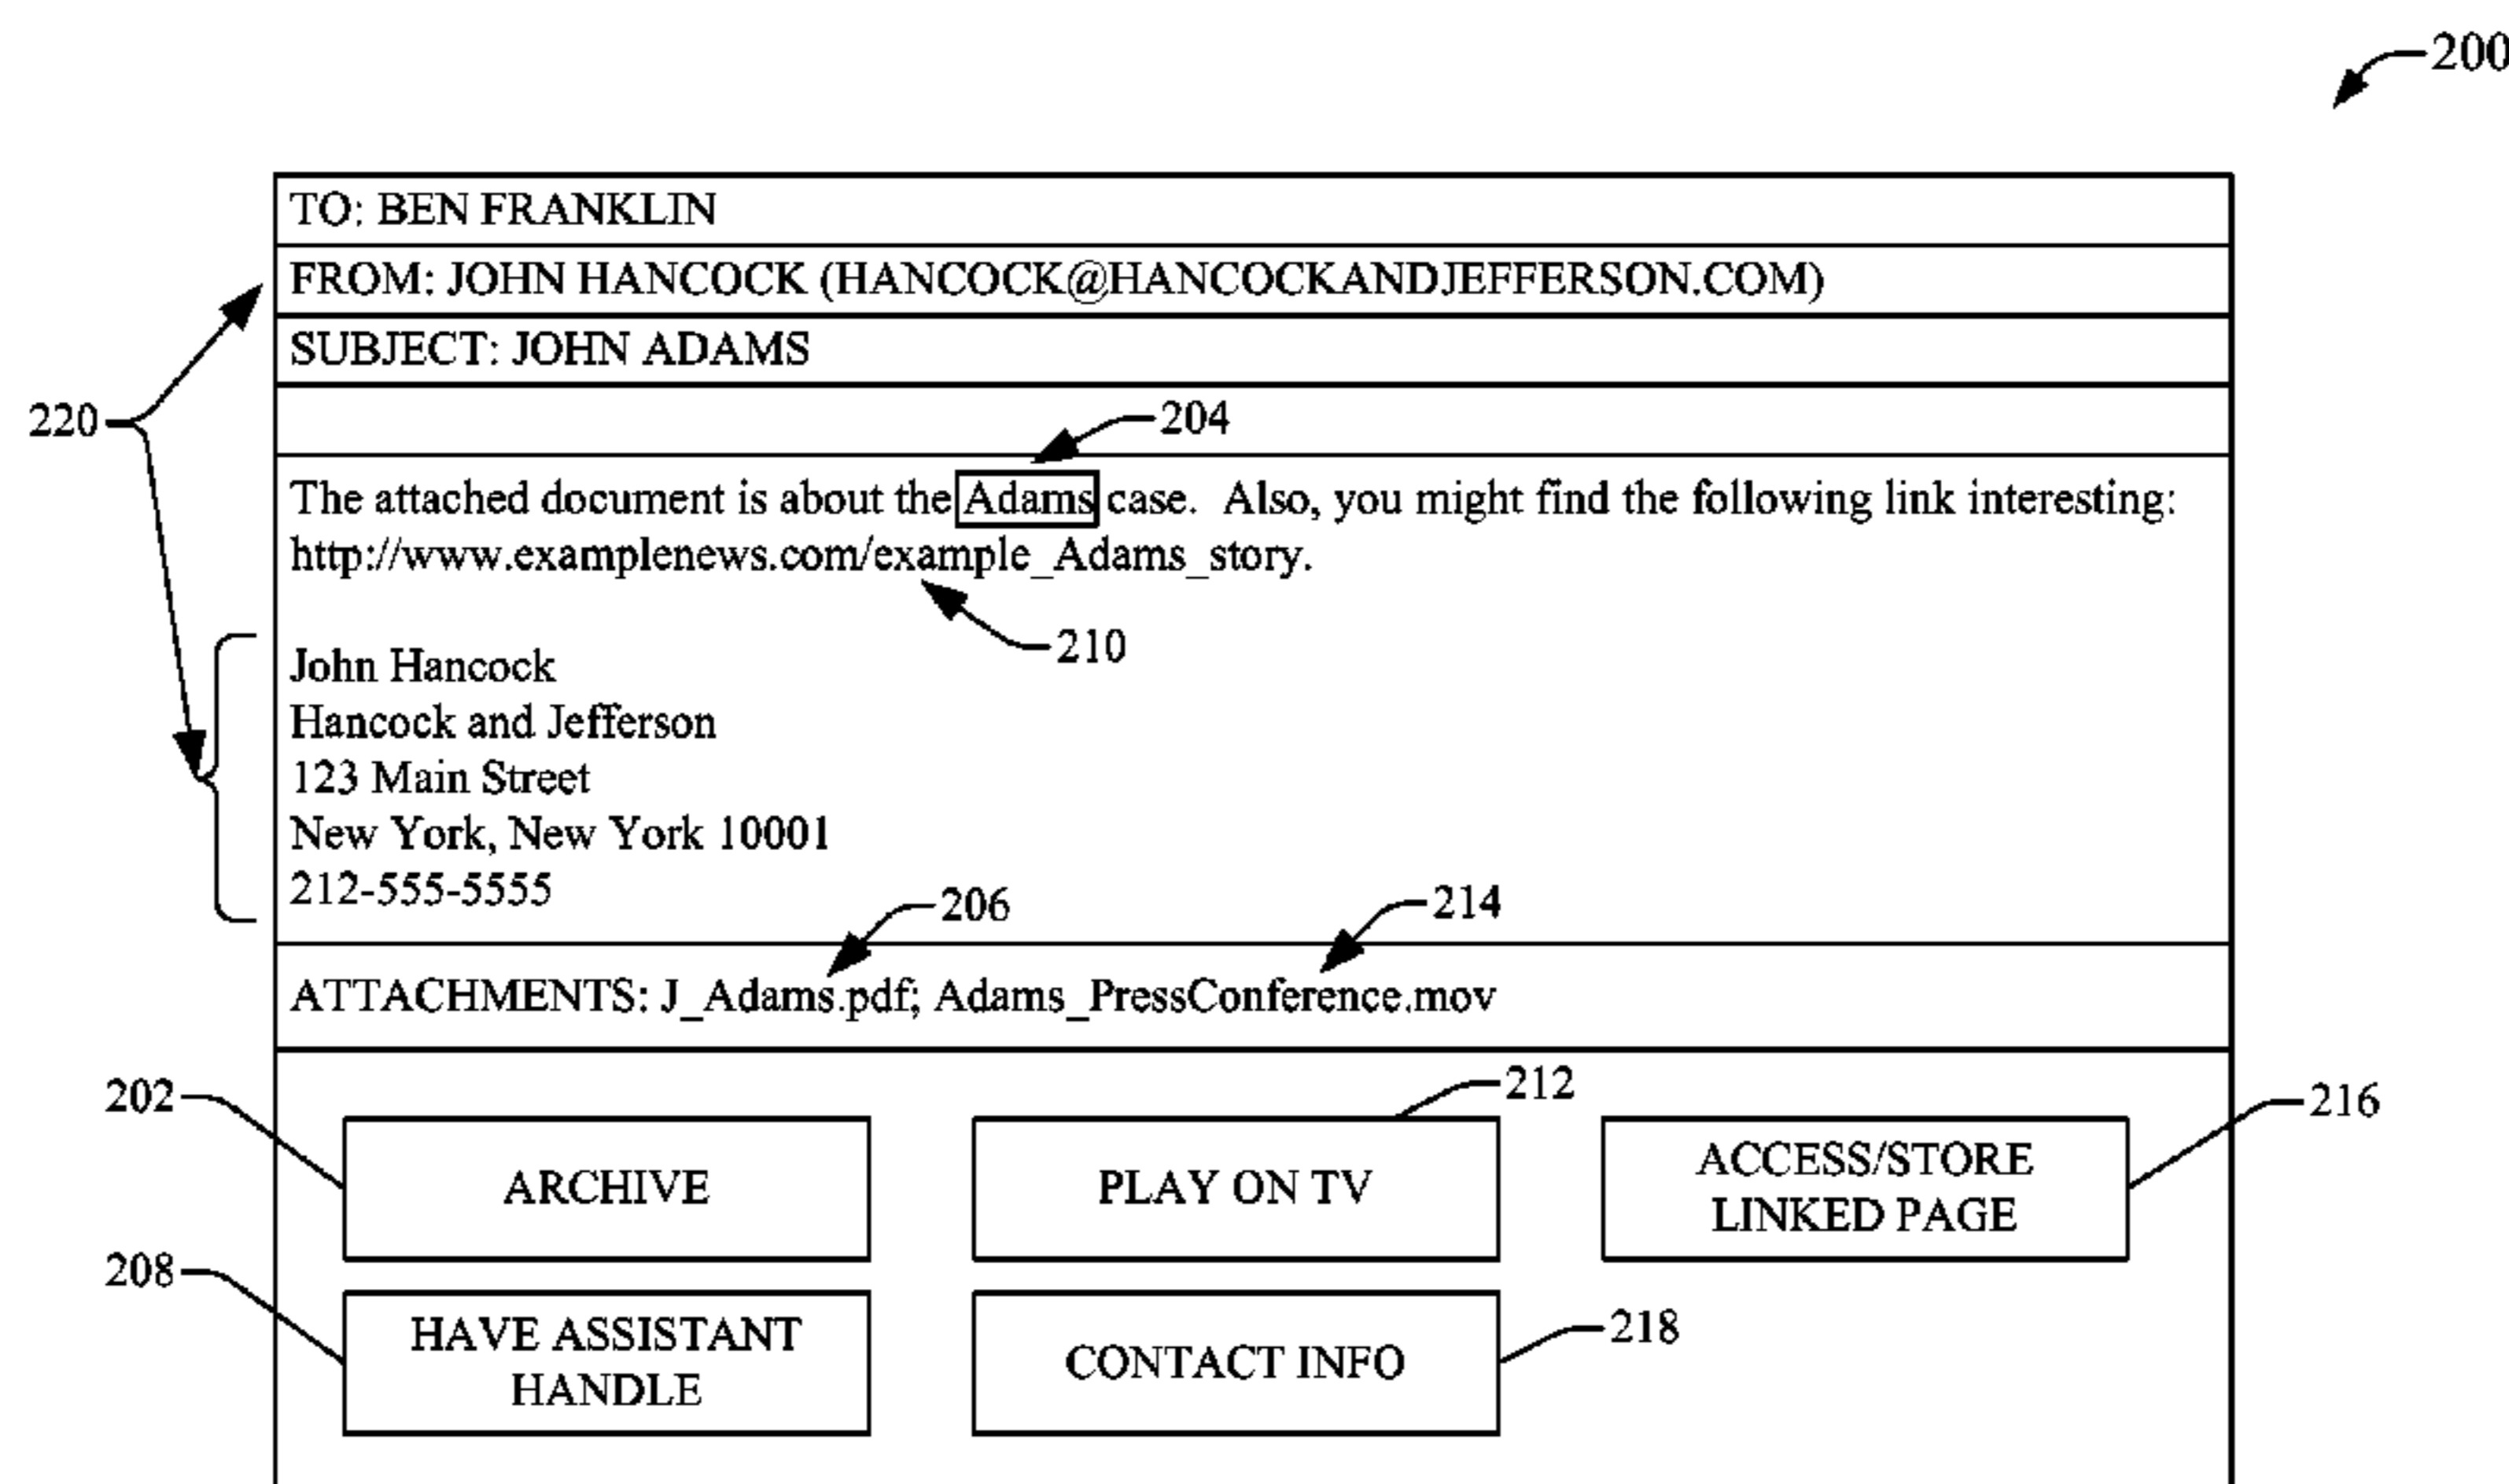 200
TO: BEN FRANKLIN
FROM: JOHN HANCOCK (HANCOCK@HANCOCKANDJEFFERSON.COM)
SUBJECT: JOHN ADAMS
220
204
The attached document is about the Adams case.  Also, you might find the following link interesting:
http://www.examplenews.com/example_Adams_story.
210
John Hancock
Hancock and Jefferson
123 Main Street
New York, New York 10001
212-555-5555
206
214
ATTACHMENTS: J_Adams.pdf; Adams_PressConference.mov
202
212
216
ARCHIVE
PLAY ON TV
ACCESS/STORE
LINKED PAGE
208
HAVE ASSISTANT
HANDLE
CONTACT INFO
218